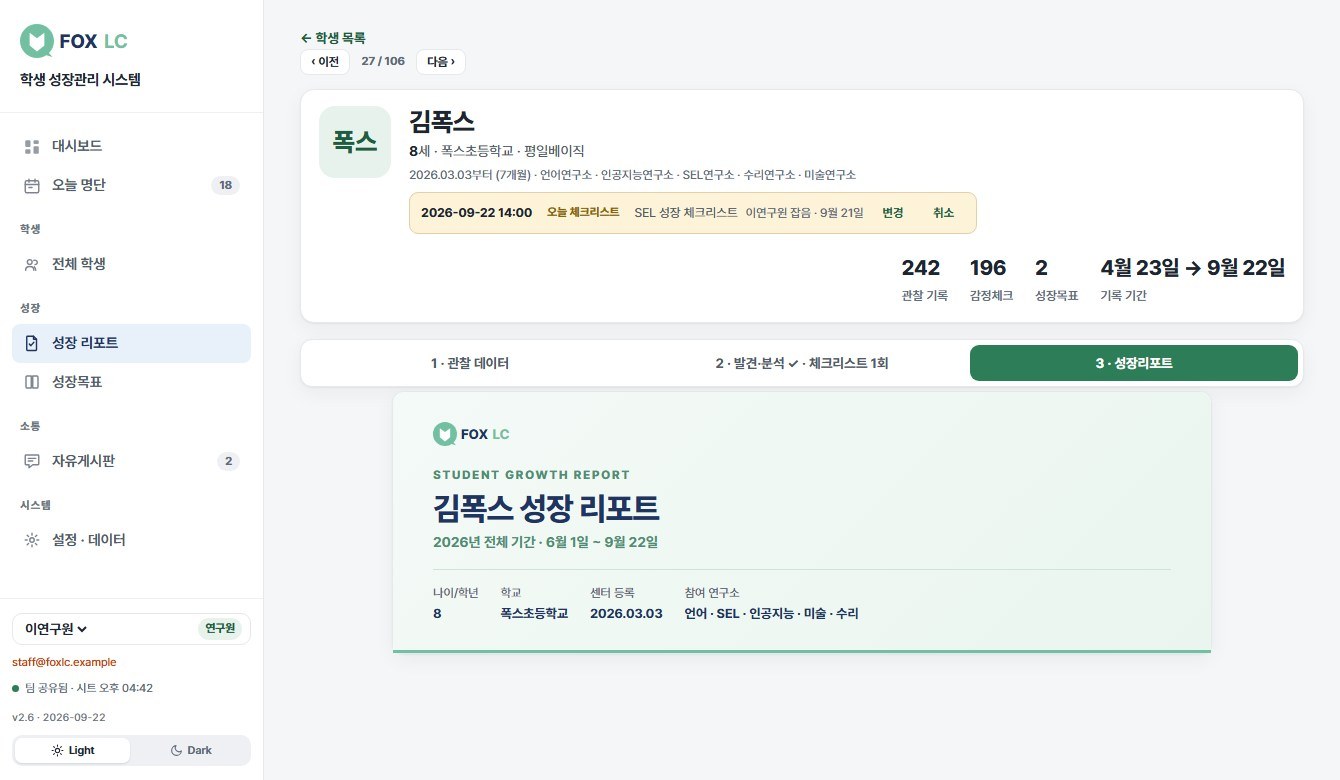 FOX LC
학생 성장관리 시스템
대시보드
오늘 명단 18
학생
전체 학생
성장
성장 리포트
성장목표
소통
자유게시판 2
시스템
설정 · 데이터
이연구원 연구원
staff@foxlc.example
팀 공유됨 · 시트 오후 04:42
v2.6 · 2026-09-22
Light Dark
← 학생 목록
‹ 이전 27 / 106 다음 ›
폭스
김폭스
8세 · 폭스초등학교 · 평일베이직
2026.03.03부터 (7개월) · 언어연구소 · 인공지능연구소 · SEL연구소 · 수리연구소 · 미술연구소
2026-09-22 14:00 오늘 체크리스트 SEL 성장 체크리스트 이연구원 잡음 · 9월 21일 변경 취소
242 196 2 4월 23일 → 9월 22일
관찰 기록 감정체크 성장목표 기록 기간
1 · 관찰 데이터 2 · 발견·분석 ✓ · 체크리스트 1회 3 · 성장리포트
FOX LC
STUDENT GROWTH REPORT
김폭스 성장 리포트
2026년 전체 기간 · 6월 1일 ~ 9월 22일
나이/학년 학교 센터 등록 참여 연구소
8 폭스초등학교 2026.03.03 언어 · SEL · 인공지능 · 미술 · 수리